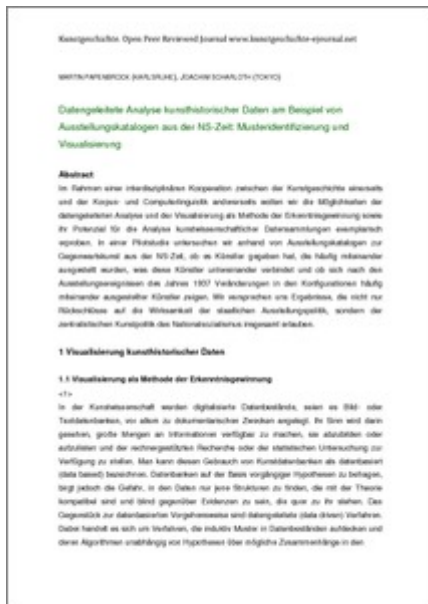 Kunstgeschichte. Open Peer Reviewed Journal www.kunstgeschichte-ejournal.net
MARTIN PAPENBROCK (KARLSRUHE), JOACHIM SCHARLOTH (TOKYO)
Datengeleitete Analyse kunsthistorischer Daten am Beispiel von
Ausstellungskatalogen aus der NS-Zeit: Musteridentifizierung und
Visualisierung
Abstract
Im Rahmen einer interdisziplinären Kooperation zwischen der Kunstgeschichte einerseits
und der Korpus- und Computerlinguistik andererseits wollen wir die Möglichkeiten der
datengeleiteten Analyse und der Visualisierung als Methode der Erkenntnisgewinnung sowie
ihr Potenzial für die Analyse kunstwissenschaftlicher Datensammlungen exemplarisch
erproben. In einer Pilotstudie untersuchen wir anhand von Ausstellungskatalogen zur
Gegenwartskunst aus der NS-Zeit, ob es Künstler gegeben hat, die häufig miteinander
ausgestellt wurden, was diese Künstler untereinander verbindet und ob sich nach den
Ausstellungsereignissen des Jahres 1937 Veränderungen in den Konfigurationen häufig
miteinander ausgestellter Künstler zeigen. Wir versprechen uns Ergebnisse, die nicht nur
Rückschlüsse auf die Wirksamkeit der staatlichen Ausstellungspolitik, sondern der
zentralistischen Kunstpolitik des Nationalsozialismus insgesamt erlauben.
1 Visualisierung kunsthistorischer Daten
1.1 Visualisierung als Methode der Erkenntnisgewinnung
<1>
In der Kunstwissenschaft werden digitalisierte Datenbestände, seien es Bild- oder
Textdatenbanken, vor allem zu dokumentarischen Zwecken angelegt. Ihr Sinn wird darin
gesehen, große Mengen an Informationen verfügbar zu machen, sie abzubilden oder
aufzulisten und der rechnergestützten Recherche oder der statistischen Untersuchung zur
Verfügung zu stellen. Man kann diesen Gebrauch von Kunstdatenbanken als datenbasiert
(data based) bezeichnen. Datenbanken auf der Basis vorgängiger Hypothesen zu befragen,
birgt jedoch die Gefahr, in den Daten nur jene Strukturen zu finden, die mit der Theorie
kompatibel sind und blind gegenüber Evidenzen zu sein, die quer zu ihr stehen. Das
Gegenstück zur datenbasierten Vorgehensweise sind datengeleitete (data driven) Verfahren.
Dabei handelt es sich um Verfahren, die induktiv Muster in Datenbeständen aufdecken und
deren Algorithmen unabhängig von Hypothesen über mögliche Zusammenhänge in den